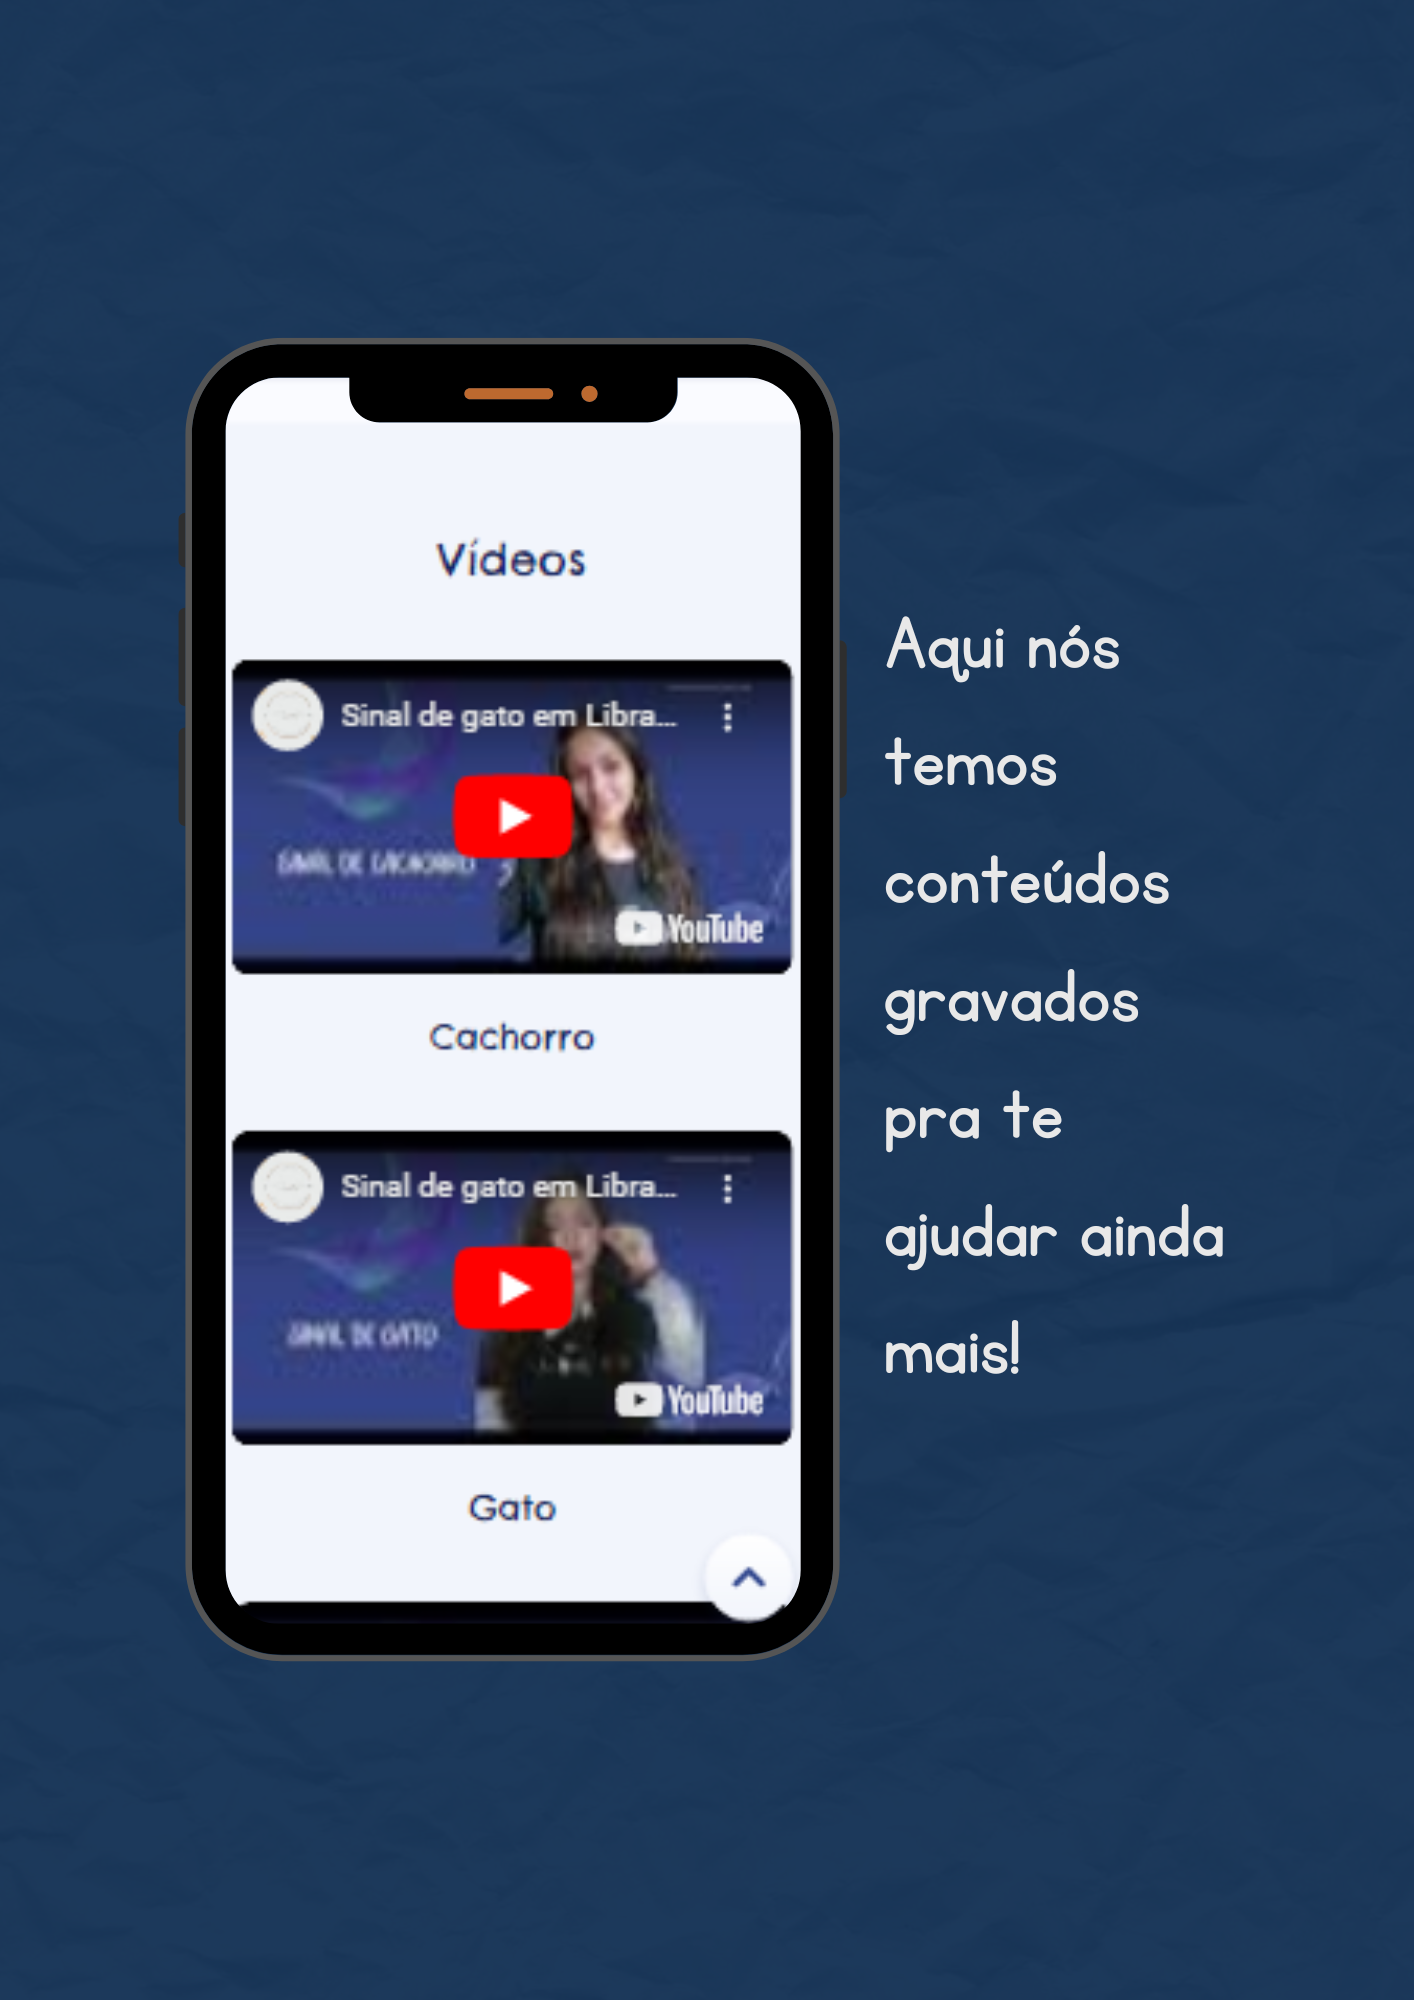 Vídeos
Sinal de gato em Libra...
SINAL DE CACHORRO
YouTube
Cachorro
Sinal de gato em Libra...
SINAL DE GATO
YouTube
Gato
Aqui nós
temos
conteúdos
gravados
pra te
ajudar ainda
mais!